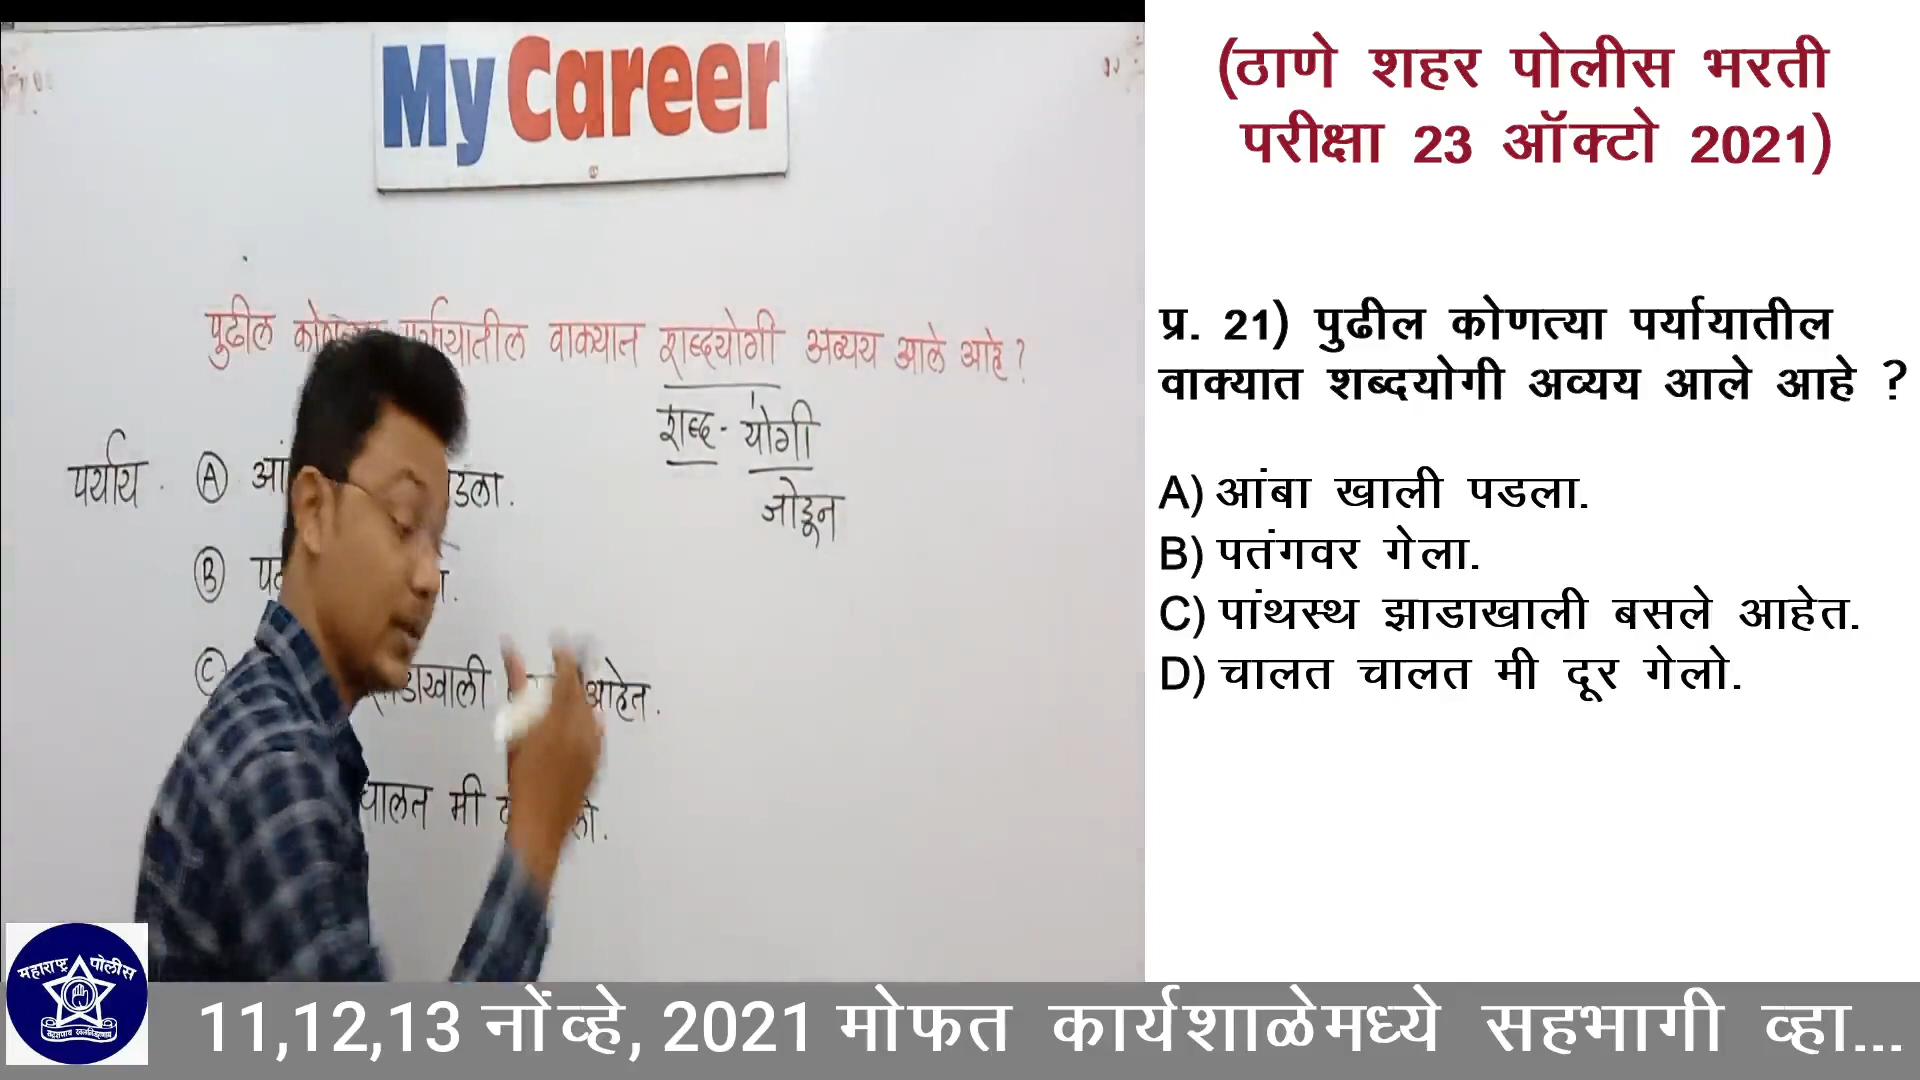 My Career
पुढील पर्यायातील वाक्यात शब्दयोगी अव्यय आले आहे ?
शब्द - योगी
जोडून
पर्याय .
A
B
C आहेत .
चालत मी
(ठाणे शहर पोलीस भरती
परीक्षा 23 ऑक्टो 2021)
प्र. 21) पुढील कोणत्या पर्यायातील
वाक्यात शब्दयोगी अव्यय आले आहे ?
A) आंबा खाली पडला.
B) पतंगवर गेला.
C) पांथस्थ झाडाखाली बसले आहेत.
D) चालत चालत मी दूर गेलो.
महाराष्ट्र पोलीस
11,12,13 नोंव्हे, 2021 मोफत कार्यशाळेमध्ये सहभागी व्हा...